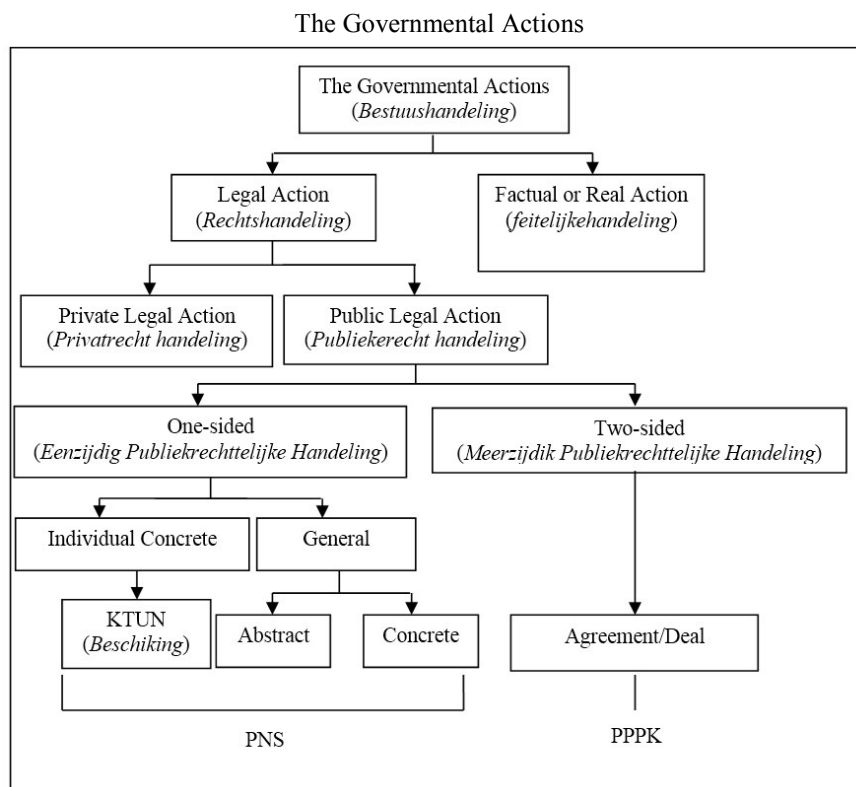 The Governmental Actions
The Governmental Actions
(Bestuushandeling)
Legal Action
(Rechtshandeling)
Factual or Real Action
(feitelijkehandeling)
Private Legal Action
(Privatrecht handeling)
Public Legal Action
(Publiekerecht handeling)
One-sided
(Eenzijdig Publiekrechttelijke Handeling)
Two-sided
(Meerzijdik Publiekrechttelijke Handeling)
Individual Concrete
General
KTUN
(Beschiking)
Abstract
Concrete
Agreement/Deal
PNS
PPPK